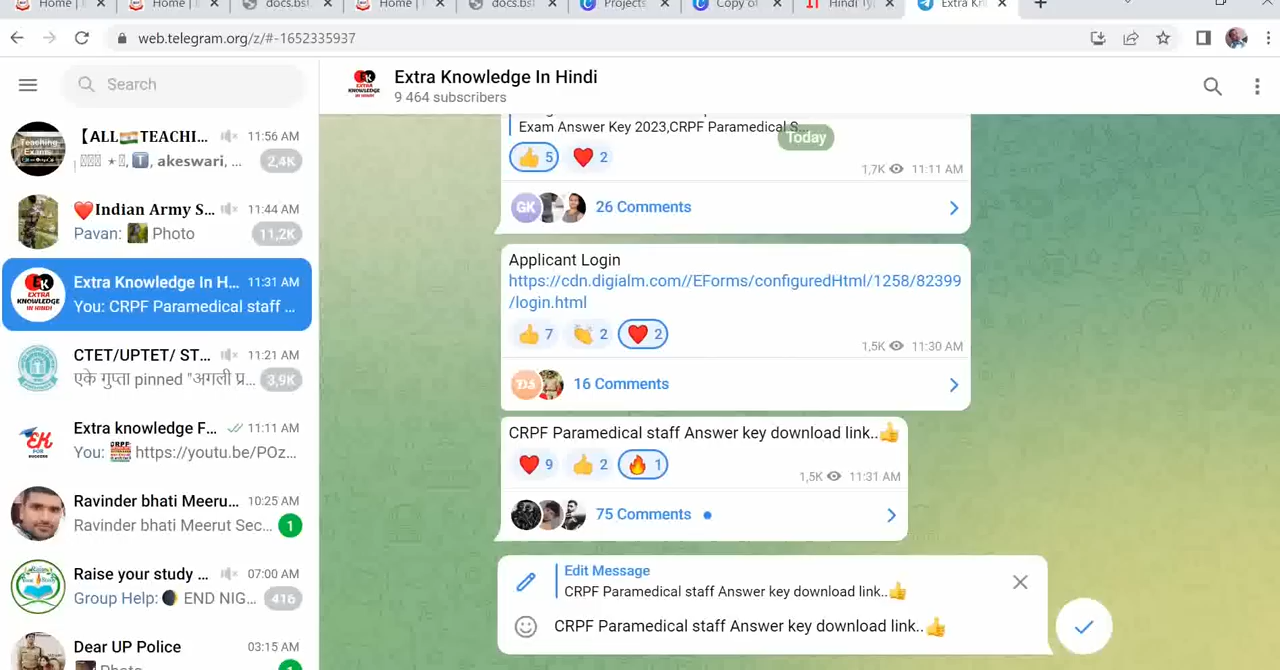 Home |
Home |
docs.bs
Home |
docs.bs
Projects
Copy of
Hindi Ty
Extra Kn
web.telegram.org/z/#-1652335937
Search
【ALL🇮🇳TEACHI... 11:56 AM
akeswari, ... 2,4K
❤️Indian Army S... 11:44 AM
Pavan: Photo 11,2K
Extra Knowledge In H... 11:31 AM
You: CRPF Paramedical staff ...
CTET/UPTET/ ST... 11:21 AM
एके गुप्ता pinned "अगली प्र... 3,9K
Extra knowledge F... 11:11 AM
You: https://youtu.be/POz...
Ravinder bhati Meeru... 10:25 AM
Ravinder bhati Meerut Sec... 1
Raise your study ... 07:00 AM
Group Help: 🌒 END NIG... 416
Dear UP Police 03:15 AM
Photo
Extra Knowledge In Hindi
9 464 subscribers
Exam Answer Key 2023,CRPF Paramedical S...
Today
👍 5 ❤️ 2
1,7K 11:11 AM
GK 26 Comments
Applicant Login
https://cdn.digialm.com//EForms/configuredHtml/1258/82399
/login.html
👍 7 👏 2 ❤️ 2
1,5K 11:30 AM
16 Comments
CRPF Paramedical staff Answer key download link..👍
❤️ 9 👍 2 🔥 1
1,5K 11:31 AM
75 Comments
Edit Message
CRPF Paramedical staff Answer key download link..👍
CRPF Paramedical staff Answer key download link..👍